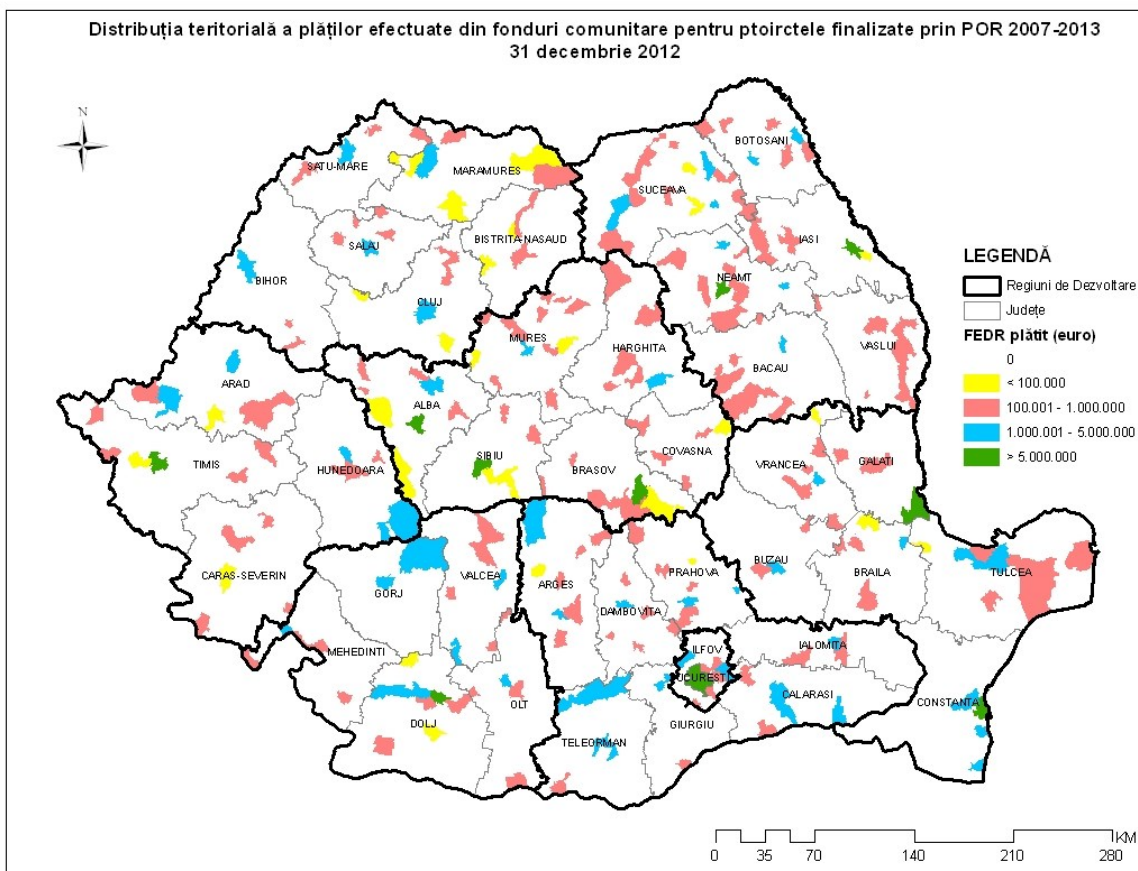 Distribuția teritorială a plăților efectuate din fonduri comunitare pentru ptoirctele finalizate prin POR 2007-2013
31 decembrie 2012
N
SATU-MARE
MARAMURES
SUCEAVA
BOTOSANI
IASI
BISTRITA-NASAUD
SALAJ
BIHOR
CLUJ
NEAMT
MURES
HARGHITA
BACAU
VASLUI
ARAD
ALBA
TIMIS
HUNEDOARA
SIBIU
BRASOV
COVASNA
VRANCEA
GALATI
CARAS-SEVERIN
GORJ
VALCEA
ARGES
DAMBOVITA
PRAHOVA
BUZAU
BRAILA
TULCEA
MEHEDINTI
ILFOV
BUCURESTI
IALOMITA
CALARASI
CONSTANTA
DOLJ
OLT
TELEORMAN
GIURGIU
LEGENDĂ
Regiuni de Dezvoltare
Județe
FEDR plătit (euro)
0
< 100.000
100.001 - 1.000.000
1.000.001 - 5.000.000
> 5.000.000
KM
0 35 70 140 210 280